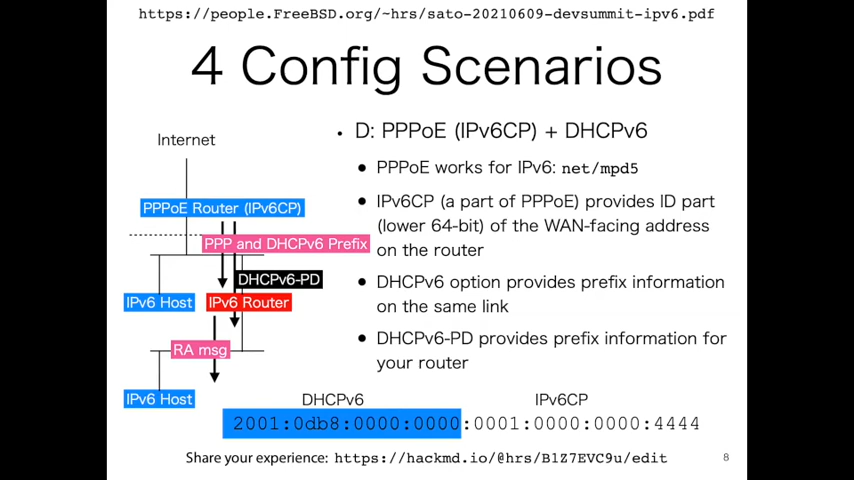 https://people.FreeBSD.org/~hrs/sato-20210609-devsummit-ipv6.pdf
4 Config Scenarios
Internet
PPPoE Router (IPv6CP)
PPP and DHCPv6 Prefix
DHCPv6-PD
IPv6 Host
IPv6 Router
RA msg
IPv6 Host
• D: PPPoE (IPv6CP) + DHCPv6
• PPPoE works for IPv6: net/mpd5
• IPv6CP (a part of PPPoE) provides ID part
(lower 64-bit) of the WAN-facing address
on the router
• DHCPv6 option provides prefix information
on the same link
• DHCPv6-PD provides prefix information for
your router
DHCPv6
IPv6CP
2001:0db8:0000:0000:0001:0000:0000:4444
Share your experience: https://hackmd.io/@hrs/B1Z7EVC9u/edit
8